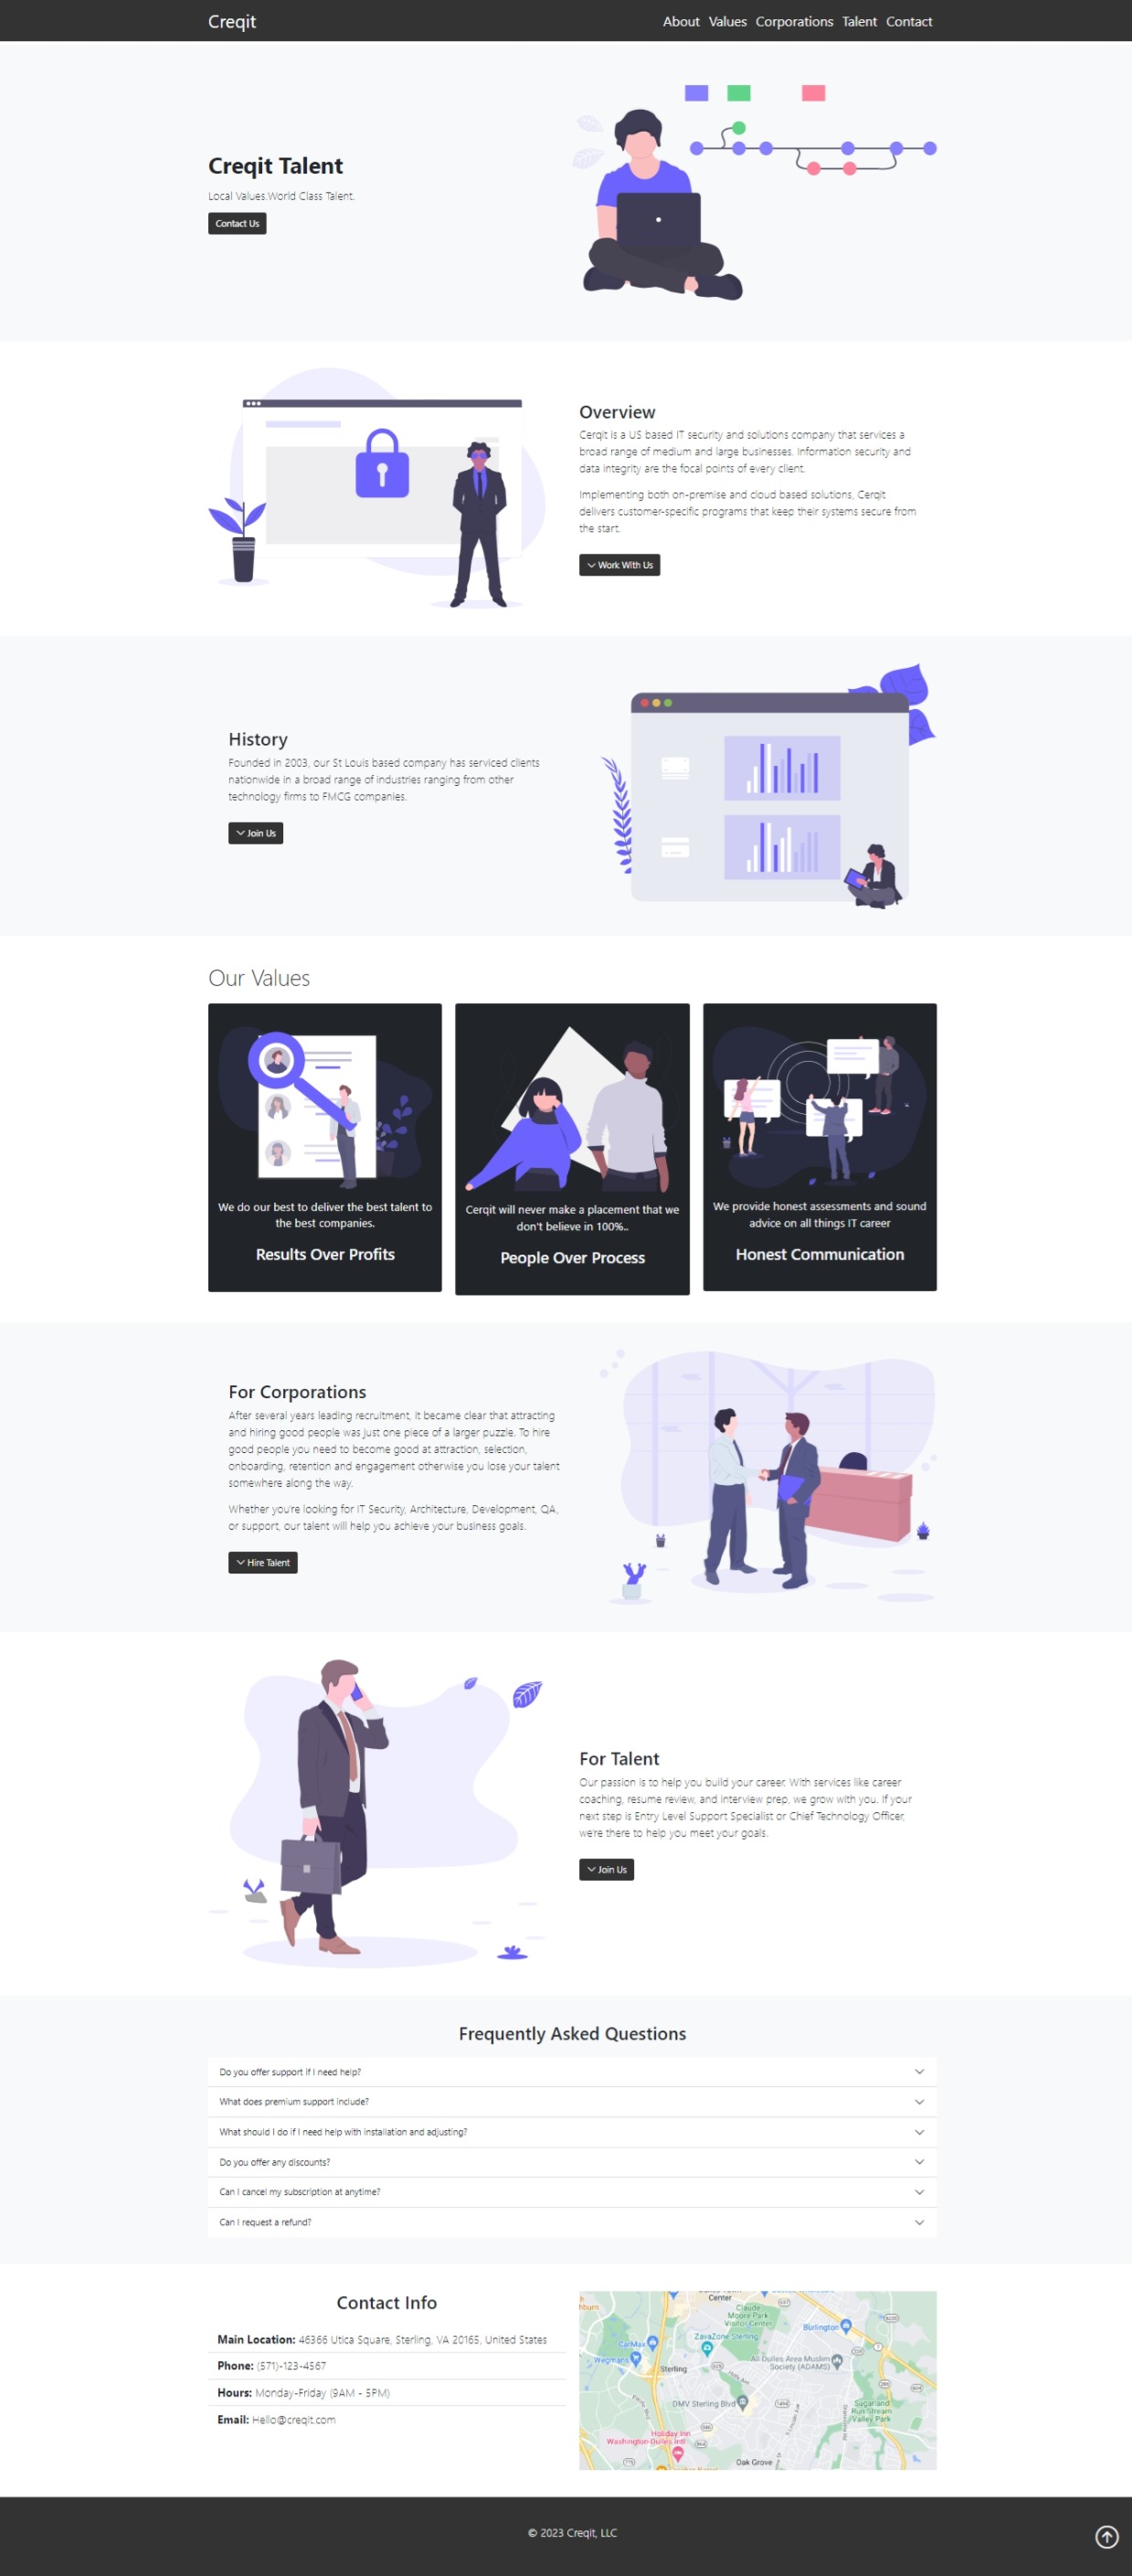 Creqit
About Values Corporations Talent Contact
Creqit Talent
Local Values.World Class Talent.
Contact Us
Overview
Cerqit is a US based IT security and solutions company that services a
broad range of medium and large businesses. Information security and
data integrity are the focal points of every client.
Implementing both on-premise and cloud based solutions, Cerqit
delivers customer-specific programs that keep their systems secure from
the start.
Work With Us
History
Founded in 2003, our St Louis based company has serviced clients
nationwide in a broad range of industries ranging from other
technology firms to FMCG companies.
Join Us
Our Values
We do our best to deliver the best talent to
the best companies.
Results Over Profits
Cerqit will never make a placement that we
don't believe in 100%..
People Over Process
We provide honest assessments and sound
advice on all things IT career
Honest Communication
For Corporations
After several years leading recruitment, it became clear that attracting
and hiring good people was just one piece of a larger puzzle. To hire
good people you need to become good at attraction, selection,
onboarding, retention and engagement otherwise you lose your talent
somewhere along the way.
Whether you're looking for IT Security, Architecture, Development, QA,
or support, our talent will help you achieve your business goals.
Hire Talent
For Talent
Our passion is to help you build your career. With services like career
coaching, resume review, and interview prep, we grow with you. If your
next step is Entry Level Support Specialist or Chief Technology Officer,
we're there to help you meet your goals.
Join Us
Frequently Asked Questions
Do you offer support if I need help?
What does premium support include?
What should I do if I need help with installation and adjusting?
Do you offer any discounts?
Can I cancel my subscription at anytime?
Can I request a refund?
Contact Info
Main Location: 46366 Utica Square, Sterling, VA 20165, United States
Phone: (571)-123-4567
Hours: Monday-Friday (9AM - 5PM)
Email: Hello@creqit.com
Center
Claude
Moore Park
Visitor Center
Burlington
CarMax
ZavaZone Sterling
Wegmans
Sterling
All Dulles Area Muslim
Society (ADAMS)
DMV Sterling Blvd
Sugarland
Run Stream
Valley Park
Holiday Inn
Washington-Dulles Intl
Oak Grove
© 2023 Creqit, LLC